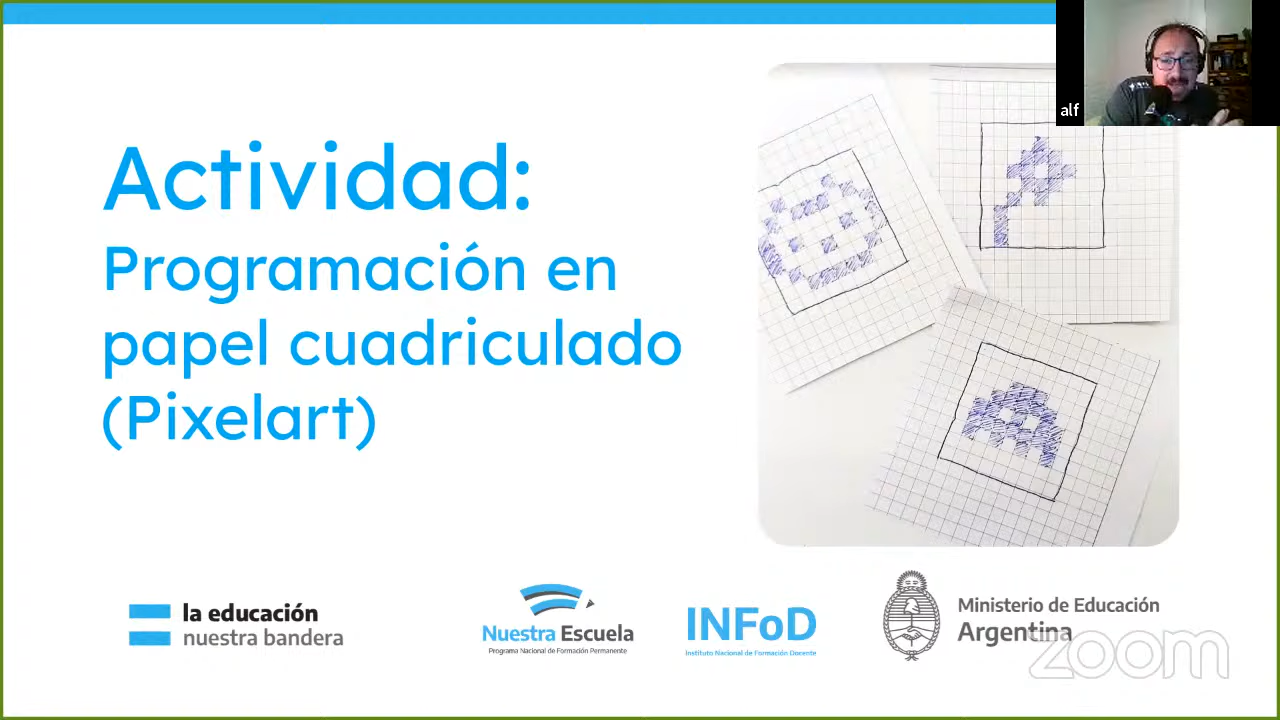 alf
Actividad:
Programación en
papel cuadriculado
(Pixelart)
la educación
nuestra bandera
Nuestra Escuela
Programa Nacional de Formación Permanente
INFoD
Instituto Nacional de Formación Docente
Ministerio de Educación
Argentina
zoom